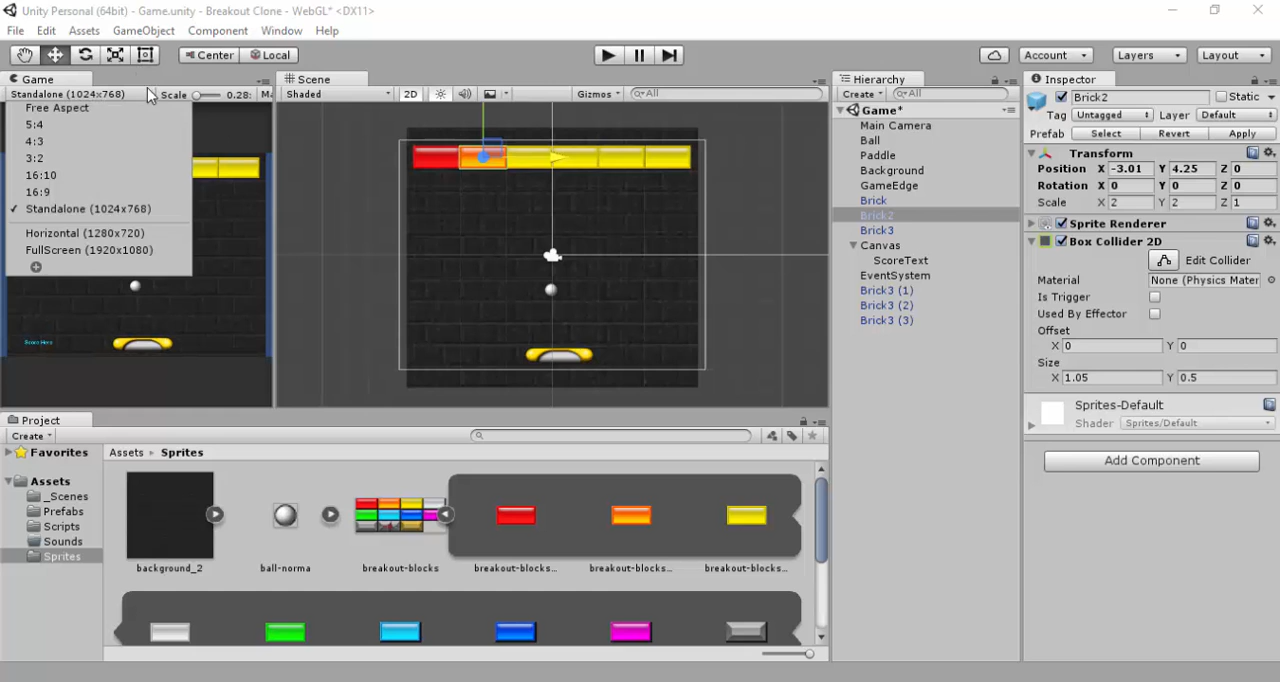 Unity Personal (64bit) - Game.unity - Breakout Clone - WebGL* <DX11>
File Edit Assets GameObject Component Window Help
Center Local Account Layers Layout
Game
Standalone (1024x768) Scale 0.28: Ma
Free Aspect
5:4
4:3
3:2
16:10
16:9
✓ Standalone (1024x768)
Horizontal (1280x720)
FullScreen (1920x1080)
Scene
Shaded 2D Gizmos All
Hierarchy
Create All
Game*
Main Camera
Ball
Paddle
Background
GameEdge
Brick
Brick2
Brick3
Canvas
ScoreText
EventSystem
Brick3 (1)
Brick3 (2)
Brick3 (3)
Inspector
Brick2 Static
Tag Untagged Layer Default
Prefab Select Revert Apply
Transform
Position X -3.01 Y 4.25 Z 0
Rotation X 0 Y 0 Z 0
Scale X 2 Y 2 Z 1
Sprite Renderer
Box Collider 2D
Edit Collider
Material None (Physics Mater
Is Trigger
Used By Effector
Offset
X 0 Y 0
Size
X 1.05 Y 0.5
Sprites-Default
Shader Sprites/Default
Add Component
Project
Create
Favorites
Assets
_Scenes
Prefabs
Scripts
Sounds
Sprites
Assets Sprites
background_2 ball-norma breakout-blocks breakout-blocks... breakout-blocks... breakout-blocks...